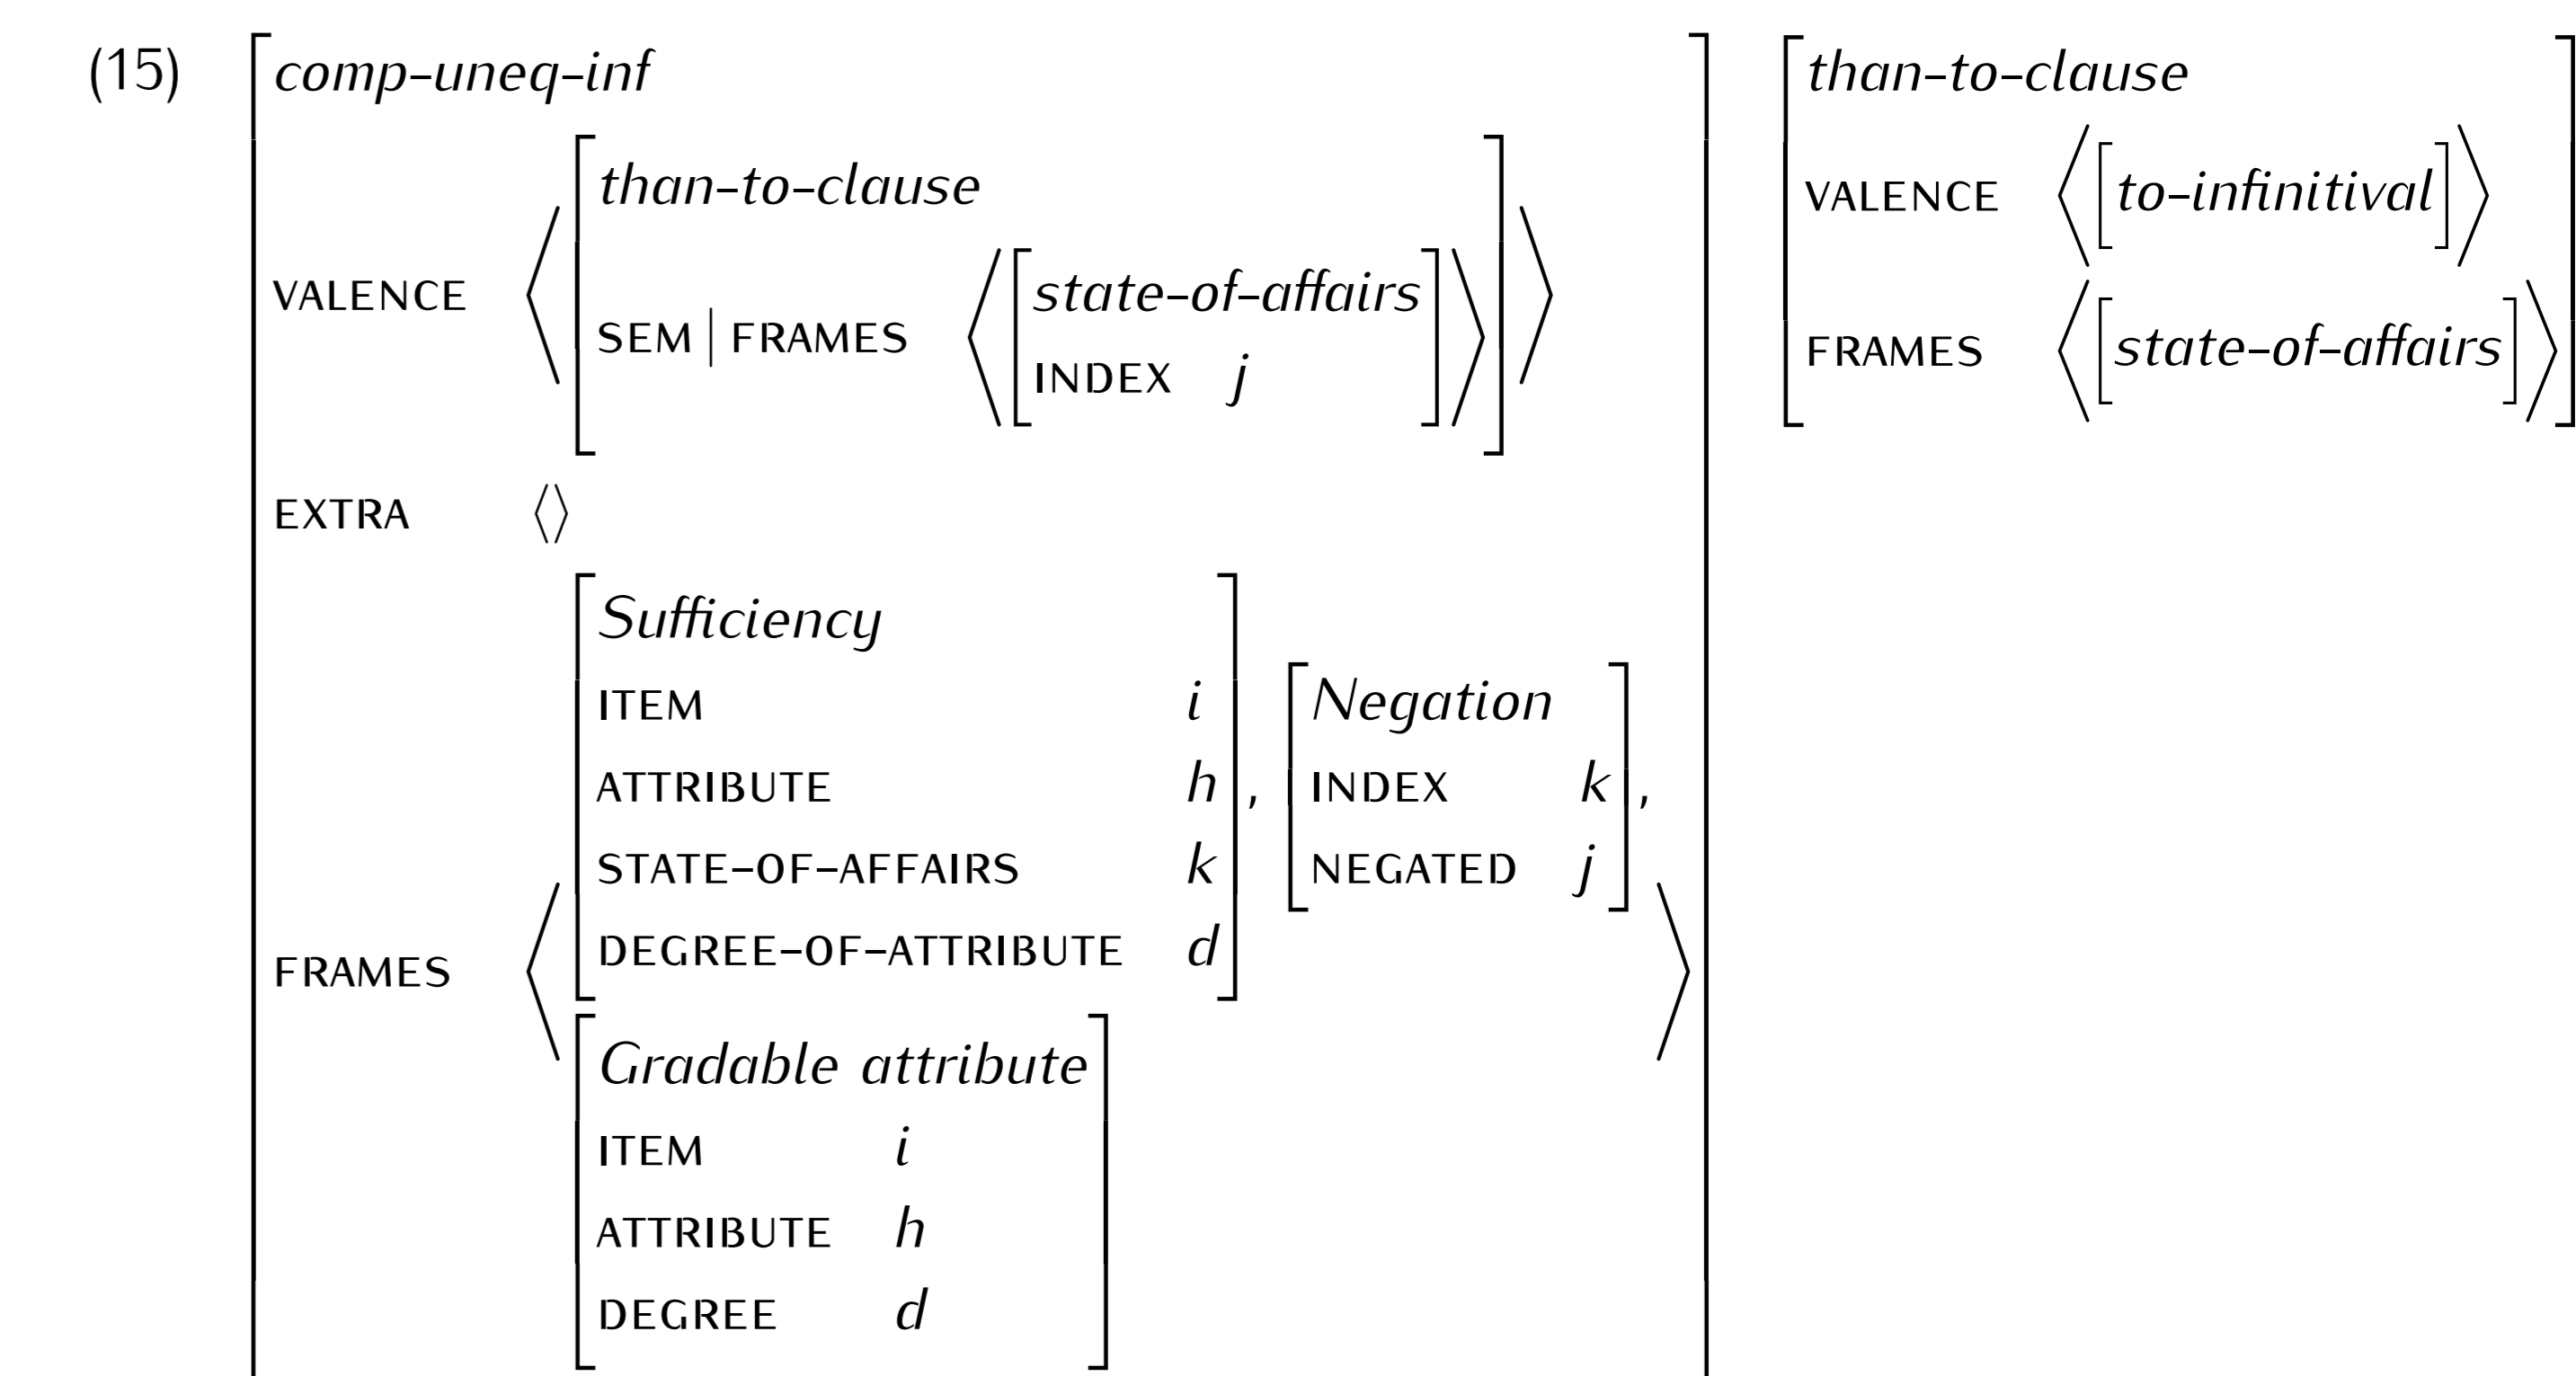 (15) comp-uneq-inf
VALENCE ⟨[than-to-clause
SEM | FRAMES ⟨[state-of-affairs
INDEX j]⟩]⟩
EXTRA ⟨⟩
FRAMES ⟨[Sufficiency
ITEM i
ATTRIBUTE h
STATE-OF-AFFAIRS k
DEGREE-OF-ATTRIBUTE d],
[Negation
INDEX k
NEGATED j],
[Gradable attribute
ITEM i
ATTRIBUTE h
DEGREE d]⟩
than-to-clause
VALENCE ⟨[to-infinitival]⟩
FRAMES ⟨[state-of-affairs]⟩